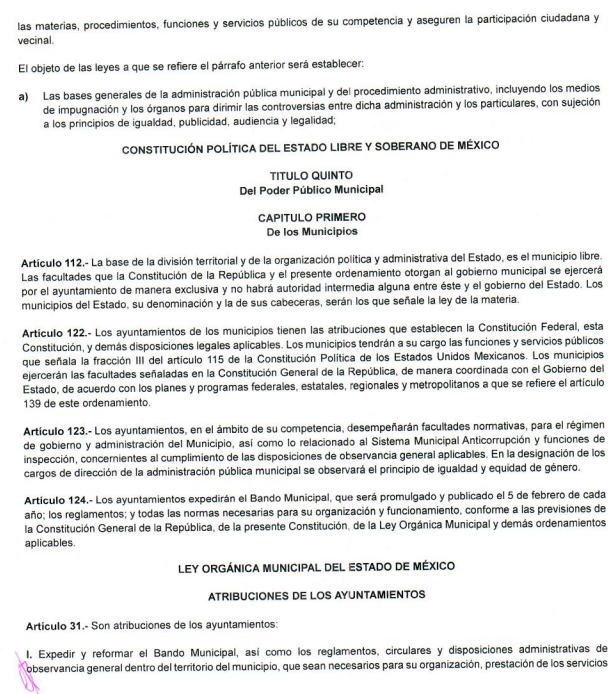 las materias, procedimientos, funciones y servicios públicos de su competencia y aseguren la participación ciudadana y
vecinal.
El objeto de las leyes a que se refiere el párrafo anterior será establecer:
a) Las bases generales de la administración pública municipal y del procedimiento administrativo, incluyendo los medios
de impugnación y los órganos para dirimir las controversias entre dicha administración y los particulares, con sujeción
a los principios de igualdad, publicidad, audiencia y legalidad;
CONSTITUCIÓN POLÍTICA DEL ESTADO LIBRE Y SOBERANO DE MÉXICO
TITULO QUINTO
Del Poder Público Municipal
CAPITULO PRIMERO
De los Municipios
Artículo 112.- La base de la división territorial y de la organización política y administrativa del Estado, es el municipio libre.
Las facultades que la Constitución de la República y el presente ordenamiento otorgan al gobierno municipal se ejercerá
por el ayuntamiento de manera exclusiva y no habrá autoridad intermedia alguna entre éste y el gobierno del Estado. Los
municipios del Estado, su denominación y la de sus cabeceras, serán los que señale la ley de la materia.
Artículo 122.- Los ayuntamientos de los municipios tienen las atribuciones que establecen la Constitución Federal, esta
Constitución, y demás disposiciones legales aplicables. Los municipios tendrán a su cargo las funciones y servicios públicos
que señala la fracción III del artículo 115 de la Constitución Política de los Estados Unidos Mexicanos. Los municipios
ejercerán las facultades señaladas en la Constitución General de la República, de manera coordinada con el Gobierno del
Estado, de acuerdo con los planes y programas federales, estatales, regionales y metropolitanos a que se refiere el artículo
139 de este ordenamiento.
Artículo 123.- Los ayuntamientos, en el ámbito de su competencia, desempeñarán facultades normativas, para el régimen
de gobierno y administración del Municipio, así como lo relacionado al Sistema Municipal Anticorrupción y funciones de
inspección, concernientes al cumplimiento de las disposiciones de observancia general aplicables. En la designación de los
cargos de dirección de la administración pública municipal se observará el principio de igualdad y equidad de género.
Artículo 124.- Los ayuntamientos expedirán el Bando Municipal, que será promulgado y publicado el 5 de febrero de cada
año; los reglamentos; y todas las normas necesarias para su organización y funcionamiento, conforme a las previsiones de
la Constitución General de la República, de la presente Constitución, de la Ley Orgánica Municipal y demás ordenamientos
aplicables.
LEY ORGÁNICA MUNICIPAL DEL ESTADO DE MÉXICO
ATRIBUCIONES DE LOS AYUNTAMIENTOS
Artículo 31.- Son atribuciones de los ayuntamientos:
I. Expedir y reformar el Bando Municipal, así como los reglamentos, circulares y disposiciones administrativas de
observancia general dentro del territorio del municipio, que sean necesarios para su organización, prestación de los servicios